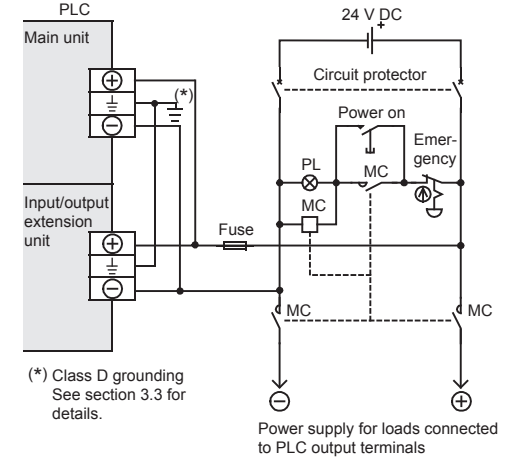 PLC
24 V DC
+
Main unit
Circuit protector
(*)
Power on
Emer-
gency
PL
MC
MC
Input/output
extension
unit
Fuse
MC
MC
(*) Class D grounding
See section 3.3 for
details.
Power supply for loads connected
to PLC output terminals